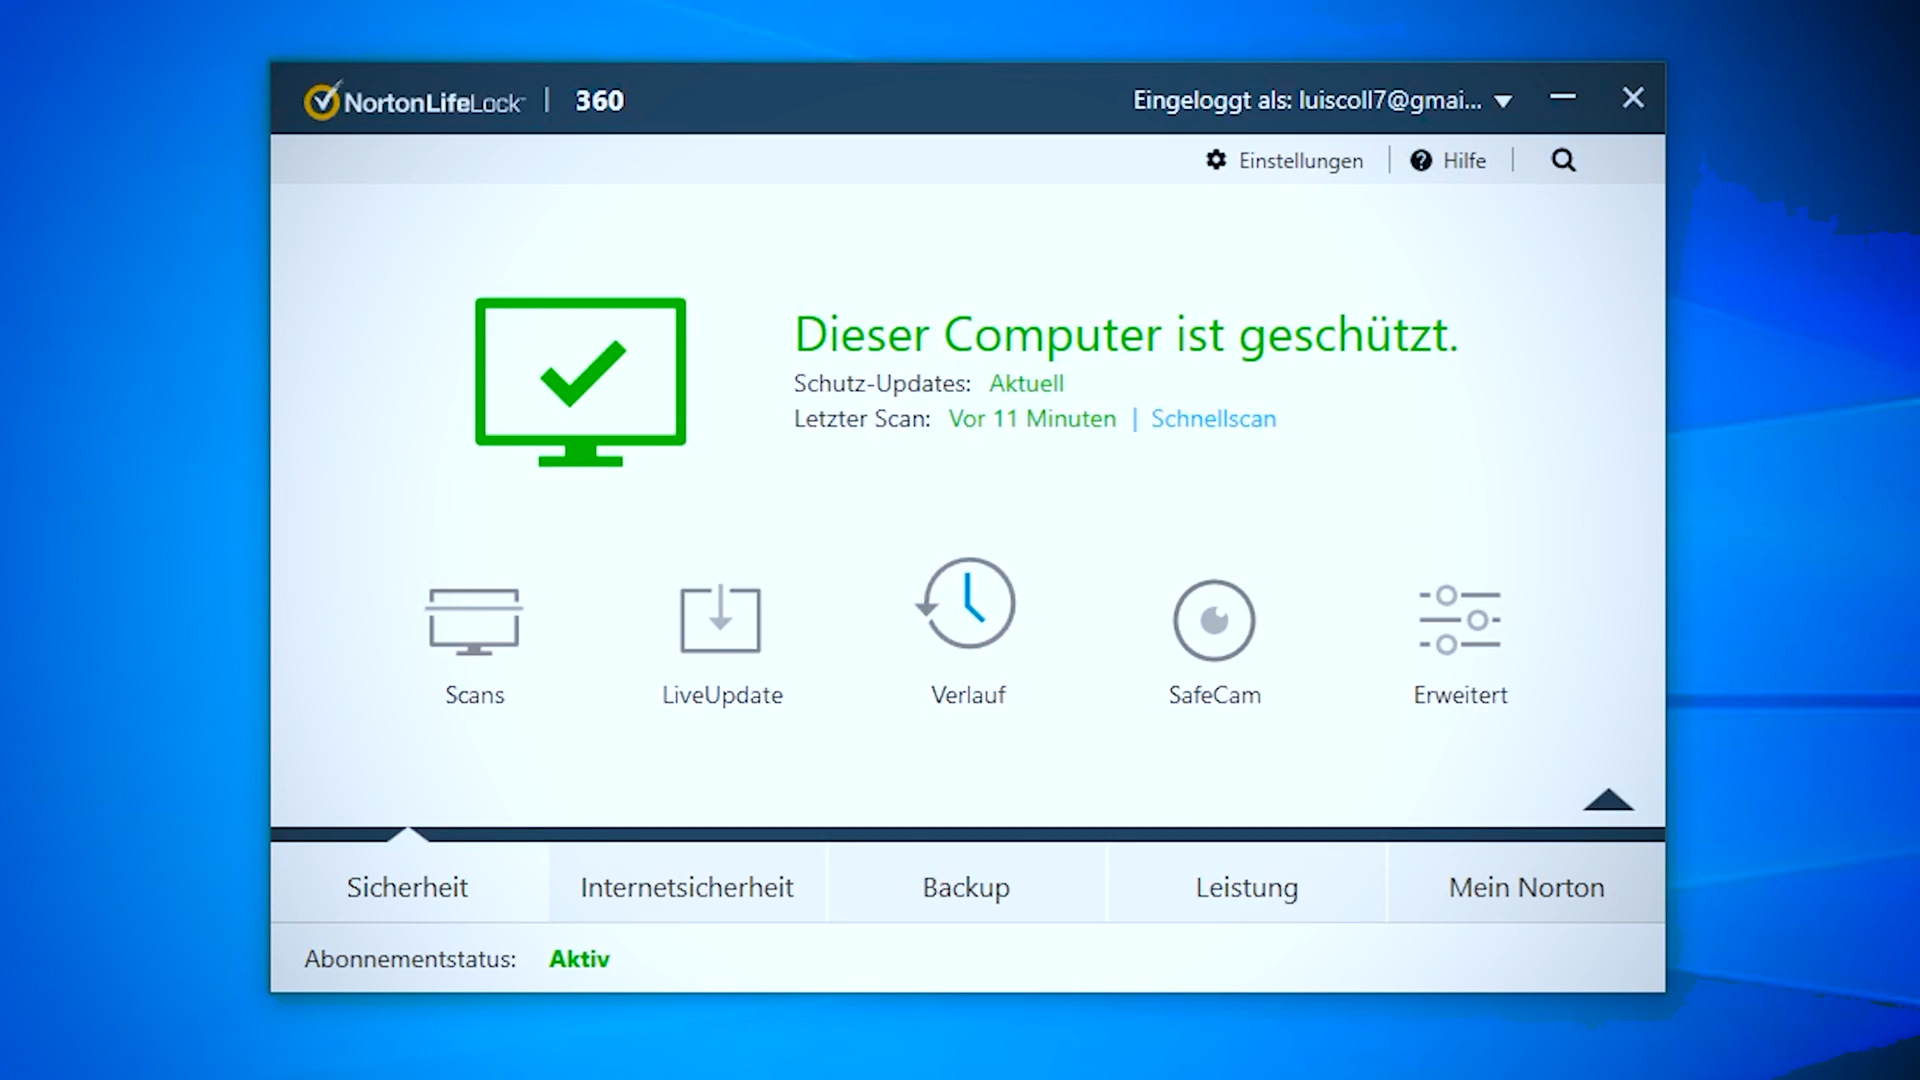 NortonLifeLock | 360
Eingeloggt als: luiscoll7@gmai...
Einstellungen | Hilfe |
Dieser Computer ist geschützt.
Schutz-Updates: Aktuell
Letzter Scan: Vor 11 Minuten | Schnellscan
Scans LiveUpdate Verlauf SafeCam Erweitert
Sicherheit Internetsicherheit Backup Leistung Mein Norton
Abonnementstatus: Aktiv